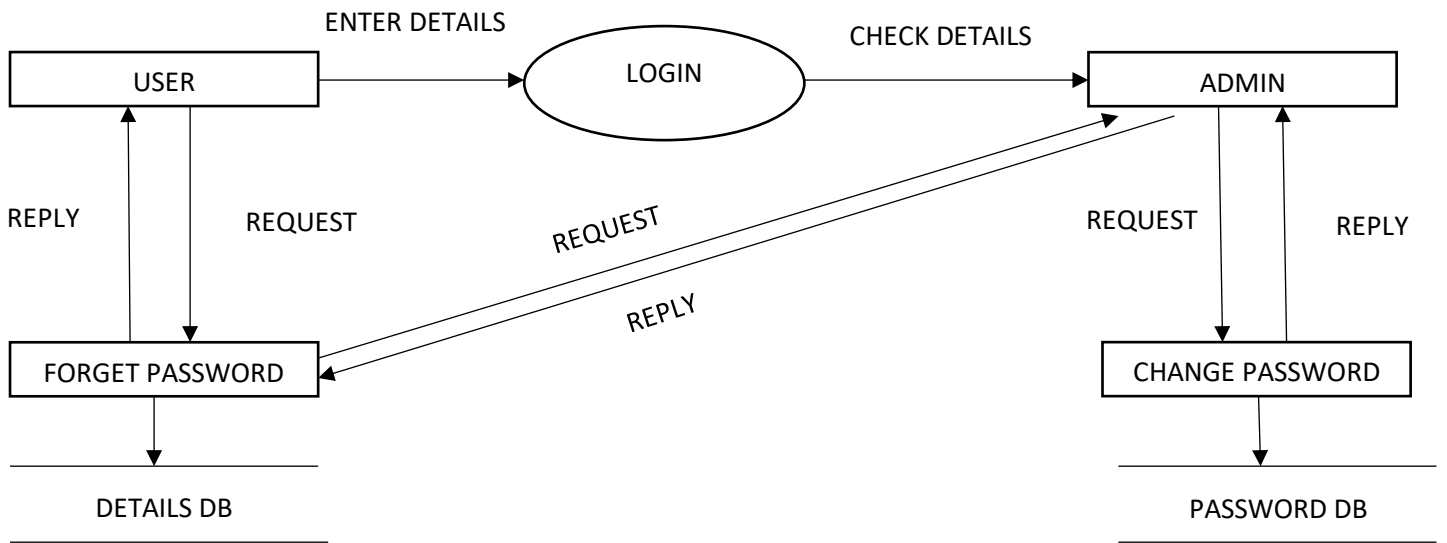 ENTER DETAILS
CHECK DETAILS
USER
LOGIN
ADMIN
REPLY
REQUEST
REQUEST
REPLY
REQUEST
REPLY
FORGET PASSWORD
CHANGE PASSWORD
DETAILS DB
PASSWORD DB